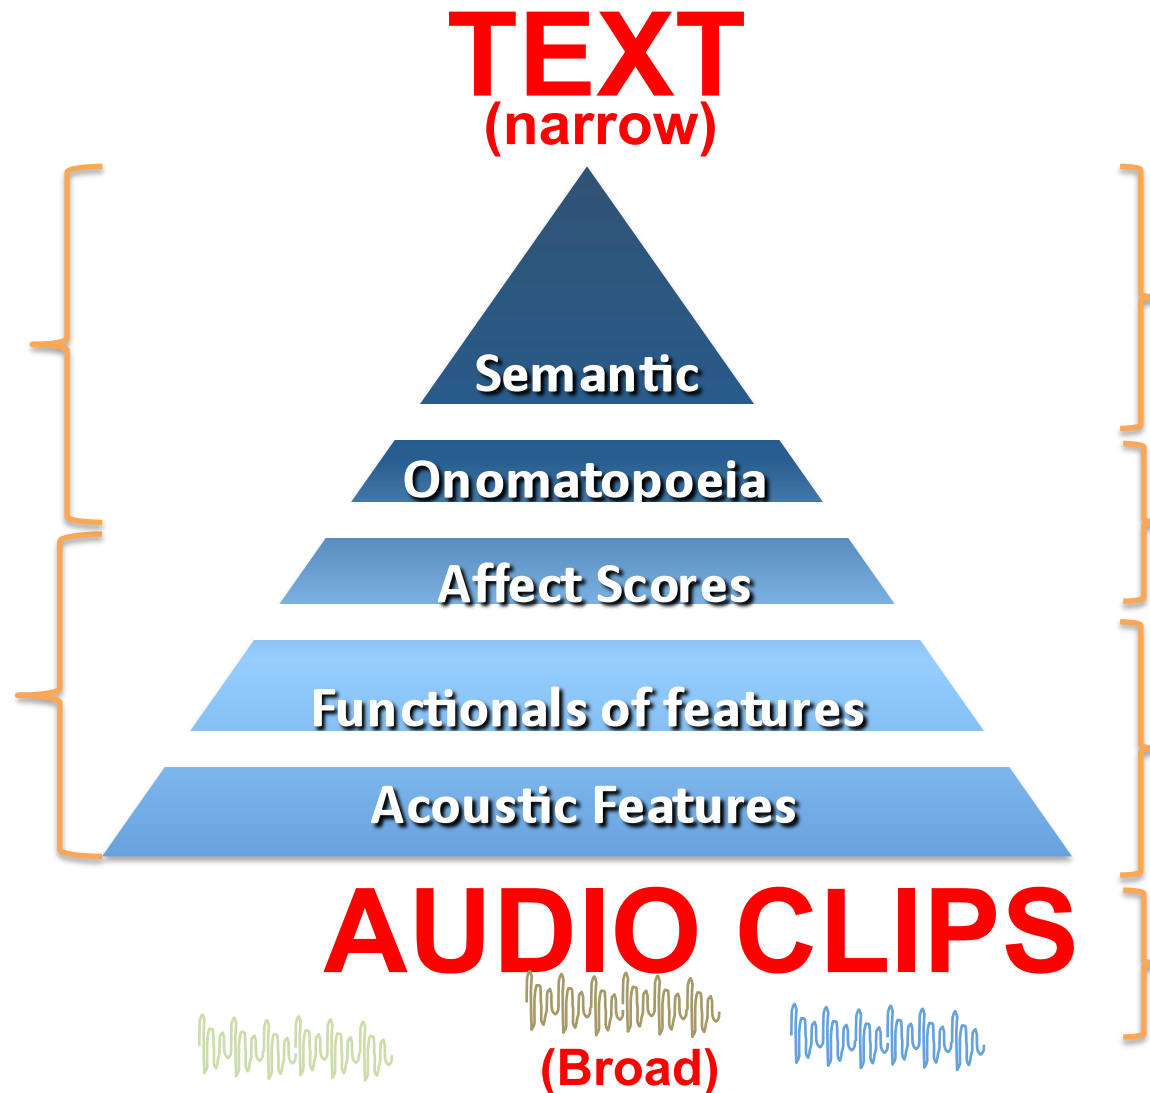 TEXT
(narrow)
Semantic
Onomatopoeia
Affect Scores
Functionals of features
Acoustic Features
AUDIO CLIPS
(Broad)